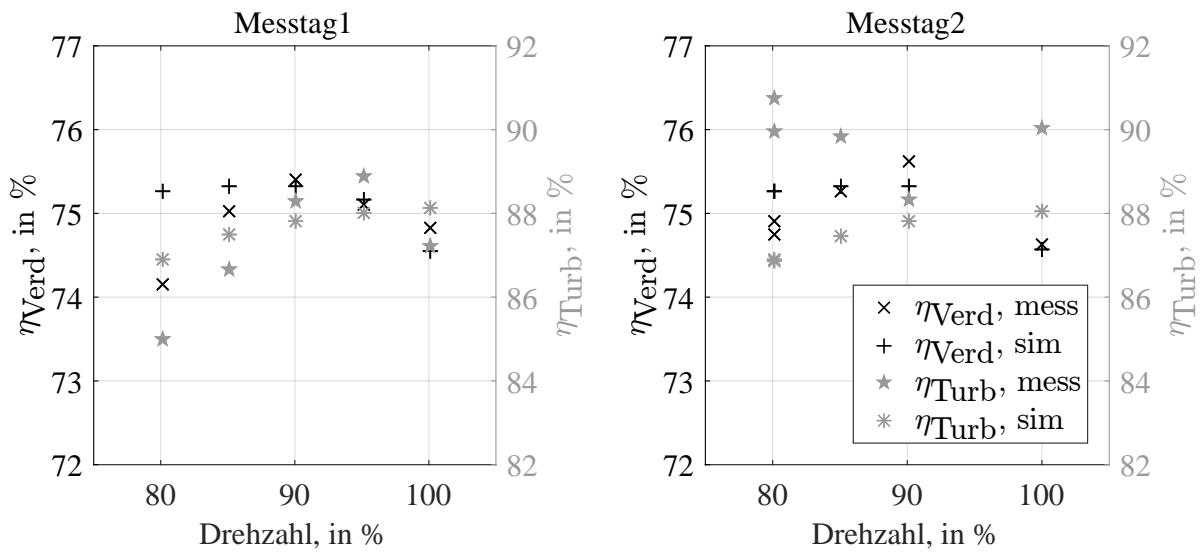 Messtag1
77
76
75
74
73
72
92
90
88
86
84
82
80
90
100
Drehzahl, in %
ηVerd, in %
ηTurb, in %
Messtag2
77
76
75
74
73
72
92
90
88
86
84
82
80
90
100
Drehzahl, in %
ηVerd, in %
ηTurb, in %
ηVerd, mess
ηVerd, sim
ηTurb, mess
ηTurb, sim